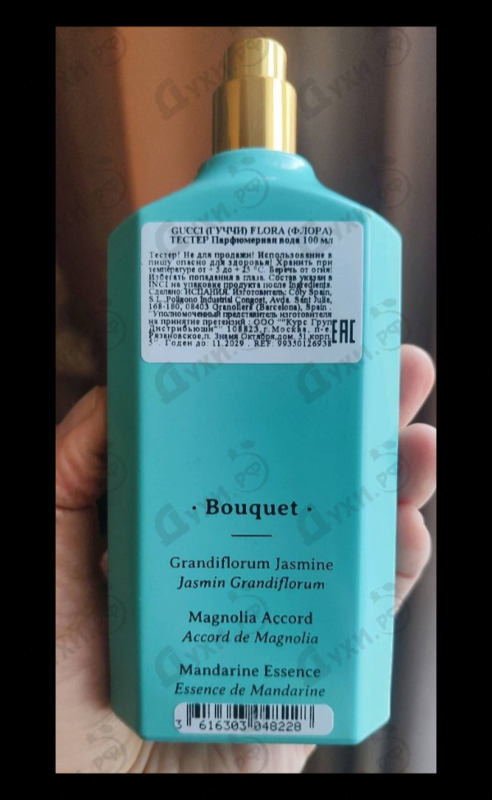 GUCCI (ГУЧЧИ) FLORA (ФЛОРА)
ТЕСТЕР Парфюмерная вода 100 мл
Тестер! Не для продажи! Использование в
пищу опасно для здоровья! Хранить при
температуре от + 5 до + 25 °C. Беречь от огня!
Избегать попадания в глаза. Состав указан в
INCI на упаковке продукта после Ingredients.
Сделано: ИСПАНИЯ. Изготовитель: Coty Spain,
S.L., Poligono Industrial Congost, Avda. Sant Julia,
168-180, 08403 Granollers (Barcelona), Spain .
"Уполномоченный представитель изготовителя
на принятие претензий : ООО ""Курс Груп
Дистрибьюшн"" 108823,г.Москва, п-е
Рязановское,п. Знамя Октября,дом. 31,корп.
5". Годен до: 11.2029 . REF: 99350126938
EAC
· Bouquet ·
Grandiflorum Jasmine
Jasmin Grandiflorum
Magnolia Accord
Accord de Magnolia
Mandarine Essence
Essence de Mandarine
3 616303 048228